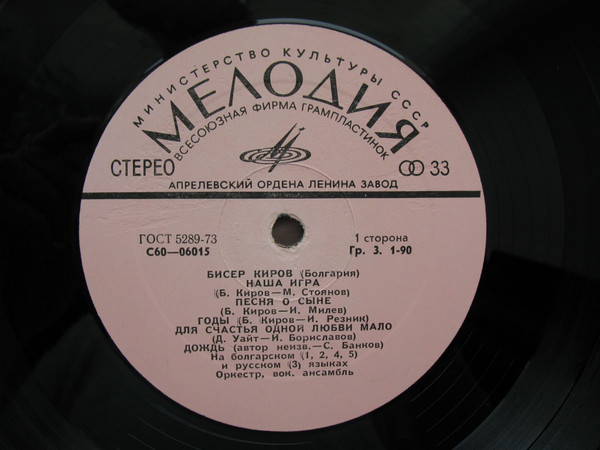 МИНИСТЕРСТВО КУЛЬТУРЫ СССР
МЕЛОДИЯ
ВСЕСОЮЗНАЯ ФИРМА ГРАМПЛАСТИНОК
СТЕРЕО
33
АПРЕЛЕВСКИЙ ОРДЕНА ЛЕНИНА ЗАВОД
ГОСТ 5289-73
1 сторона
С60—06015
Гр. 3. 1-90
БИСЕР КИРОВ (Болгария)
НАША ИГРА
(Б. Киров—М. Стоянов)
ПЕСНЯ О СЫНЕ
(Б. Киров—И. Милев)
ГОДЫ (Б. Киров—И. Резник)
ДЛЯ СЧАСТЬЯ ОДНОЙ ЛЮБВИ МАЛО
(Д. Уайт—И. Бориславов)
ДОЖДЬ (автор неизв.—С. Банков)
На болгарском (1, 2, 4, 5)
и русском (3) языках
Оркестр, вок. ансамбль